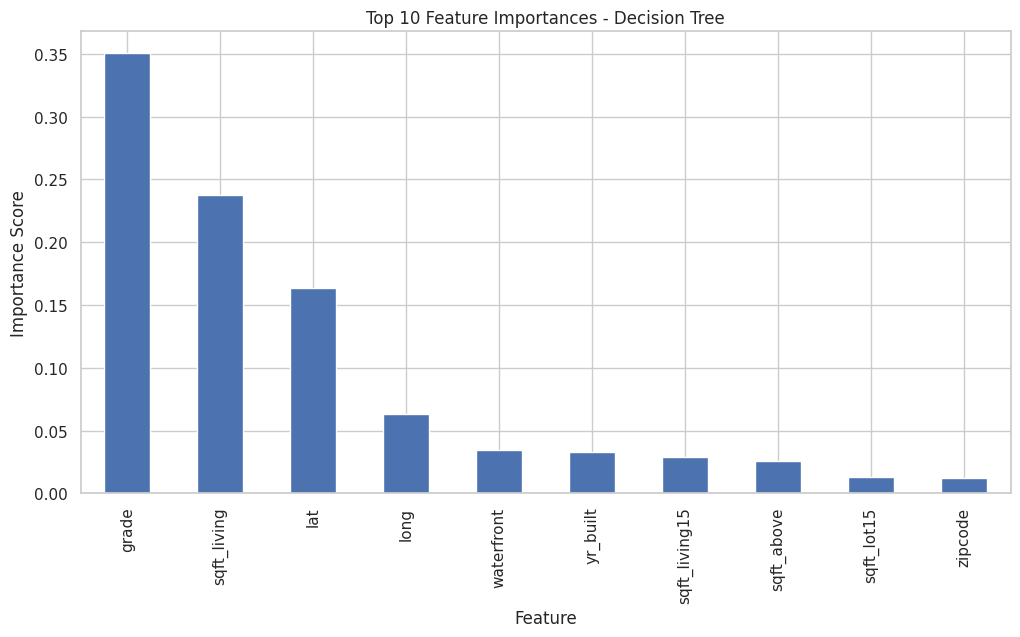 Top 10 Feature Importances - Decision Tree
Importance Score
0.35
0.30
0.25
0.20
0.15
0.10
0.05
0.00
grade
sqft_living
lat
long
waterfront
yr_built
sqft_living15
sqft_above
sqft_lot15
zipcode
Feature